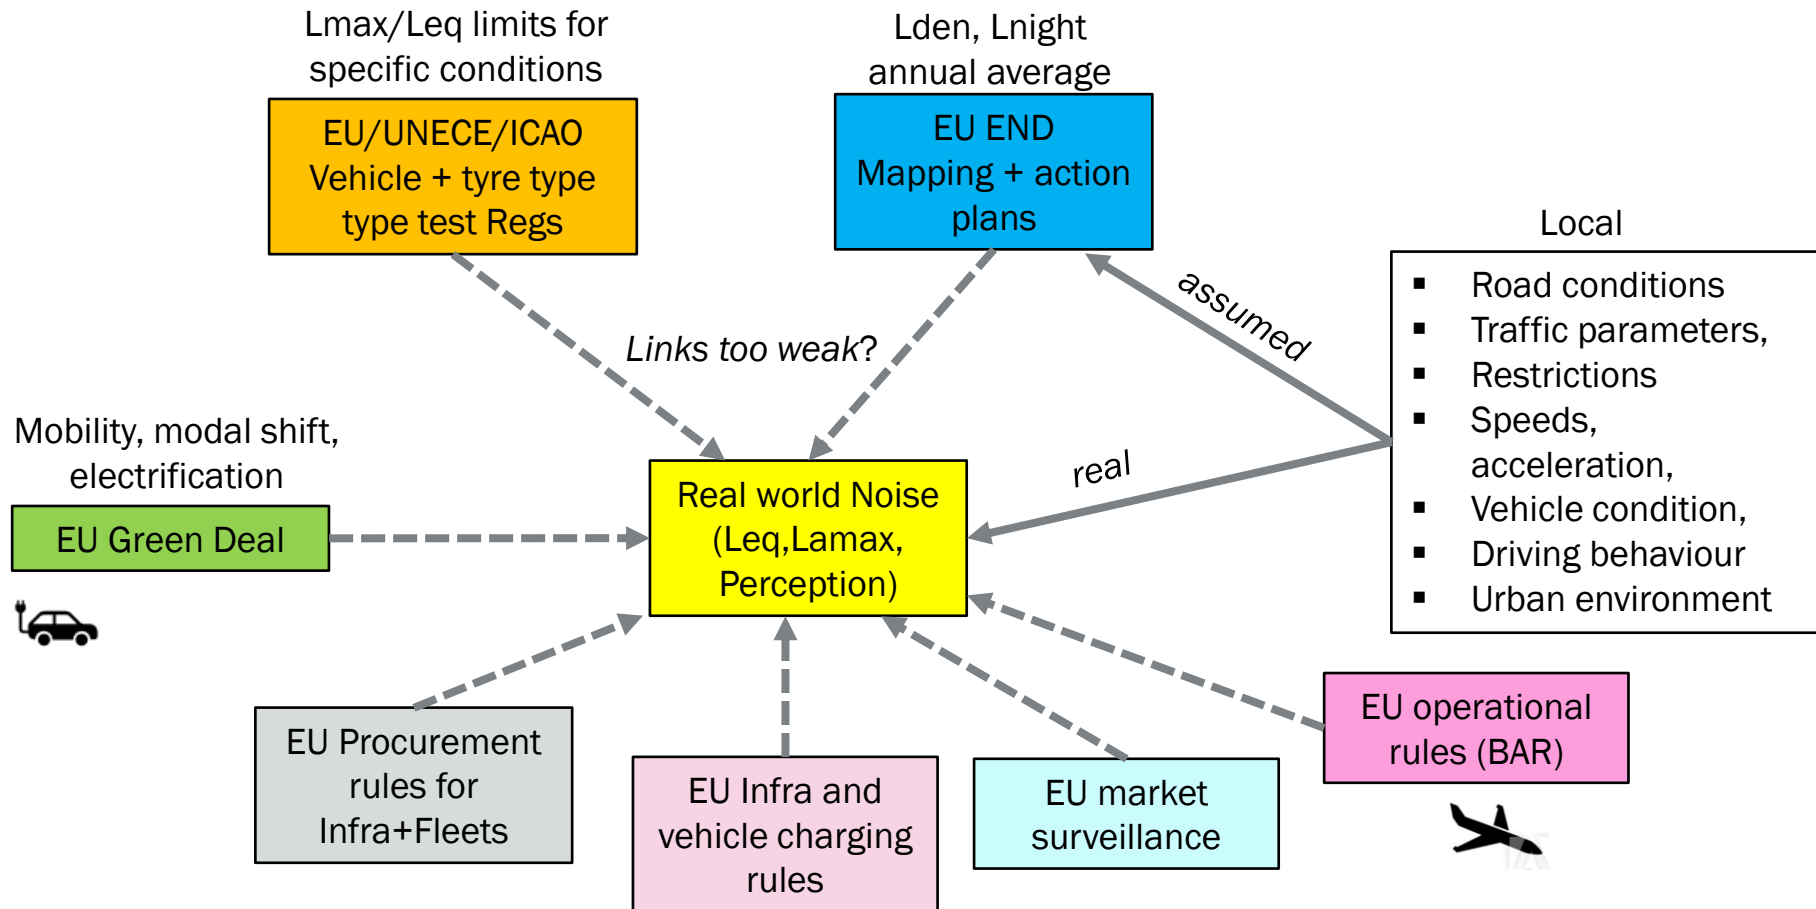 Lmax/Leq limits for
specific conditions
EU/UNECE/ICAO
Vehicle + tyre type
type test Regs
Lden, Lnight
annual average
EU END
Mapping + action
plans
Local
▪ Road conditions
▪ Traffic parameters,
▪ Restrictions
▪ Speeds,
acceleration,
▪ Vehicle condition,
▪ Driving behaviour
▪ Urban environment
assumed
real
Links too weak?
Mobility, modal shift,
electrification
EU Green Deal
Real world Noise
(Leq,Lamax,
Perception)
EU Procurement
rules for
Infra+Fleets
EU Infra and
vehicle charging
rules
EU market
surveillance
EU operational
rules (BAR)